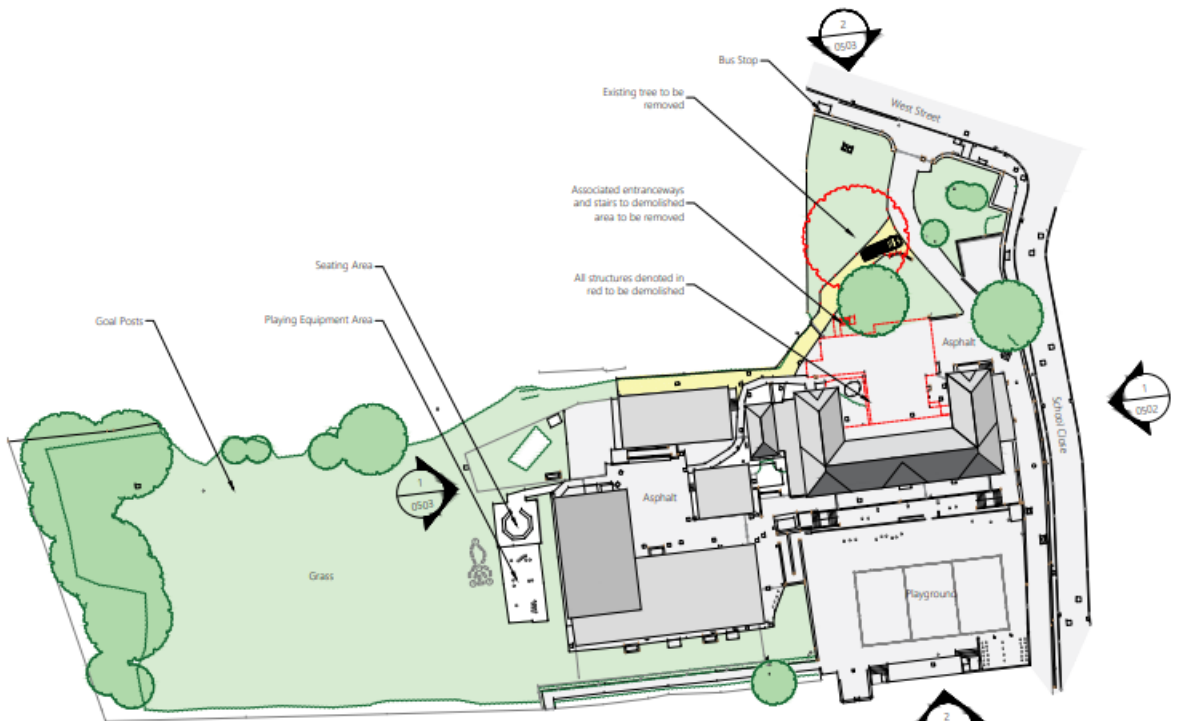 2
0503
Bus Stop
West Street
Existing tree to be
removed
Associated entranceways
and stairs to demolished
area to be removed
Seating Area
All structures denoted in
red to be demolished
Goal Posts
Playing Equipment Area
Asphalt
1
0502
School Close
1
0503
Asphalt
Grass
Playground
2